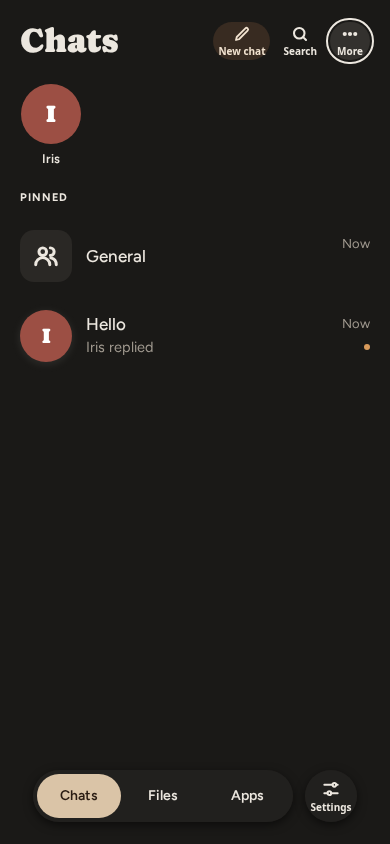 Chats
New chat
Search
More
I
Iris
PINNED
General
Now
I
Hello
Now
Iris replied
Chats
Files
Apps
Settings